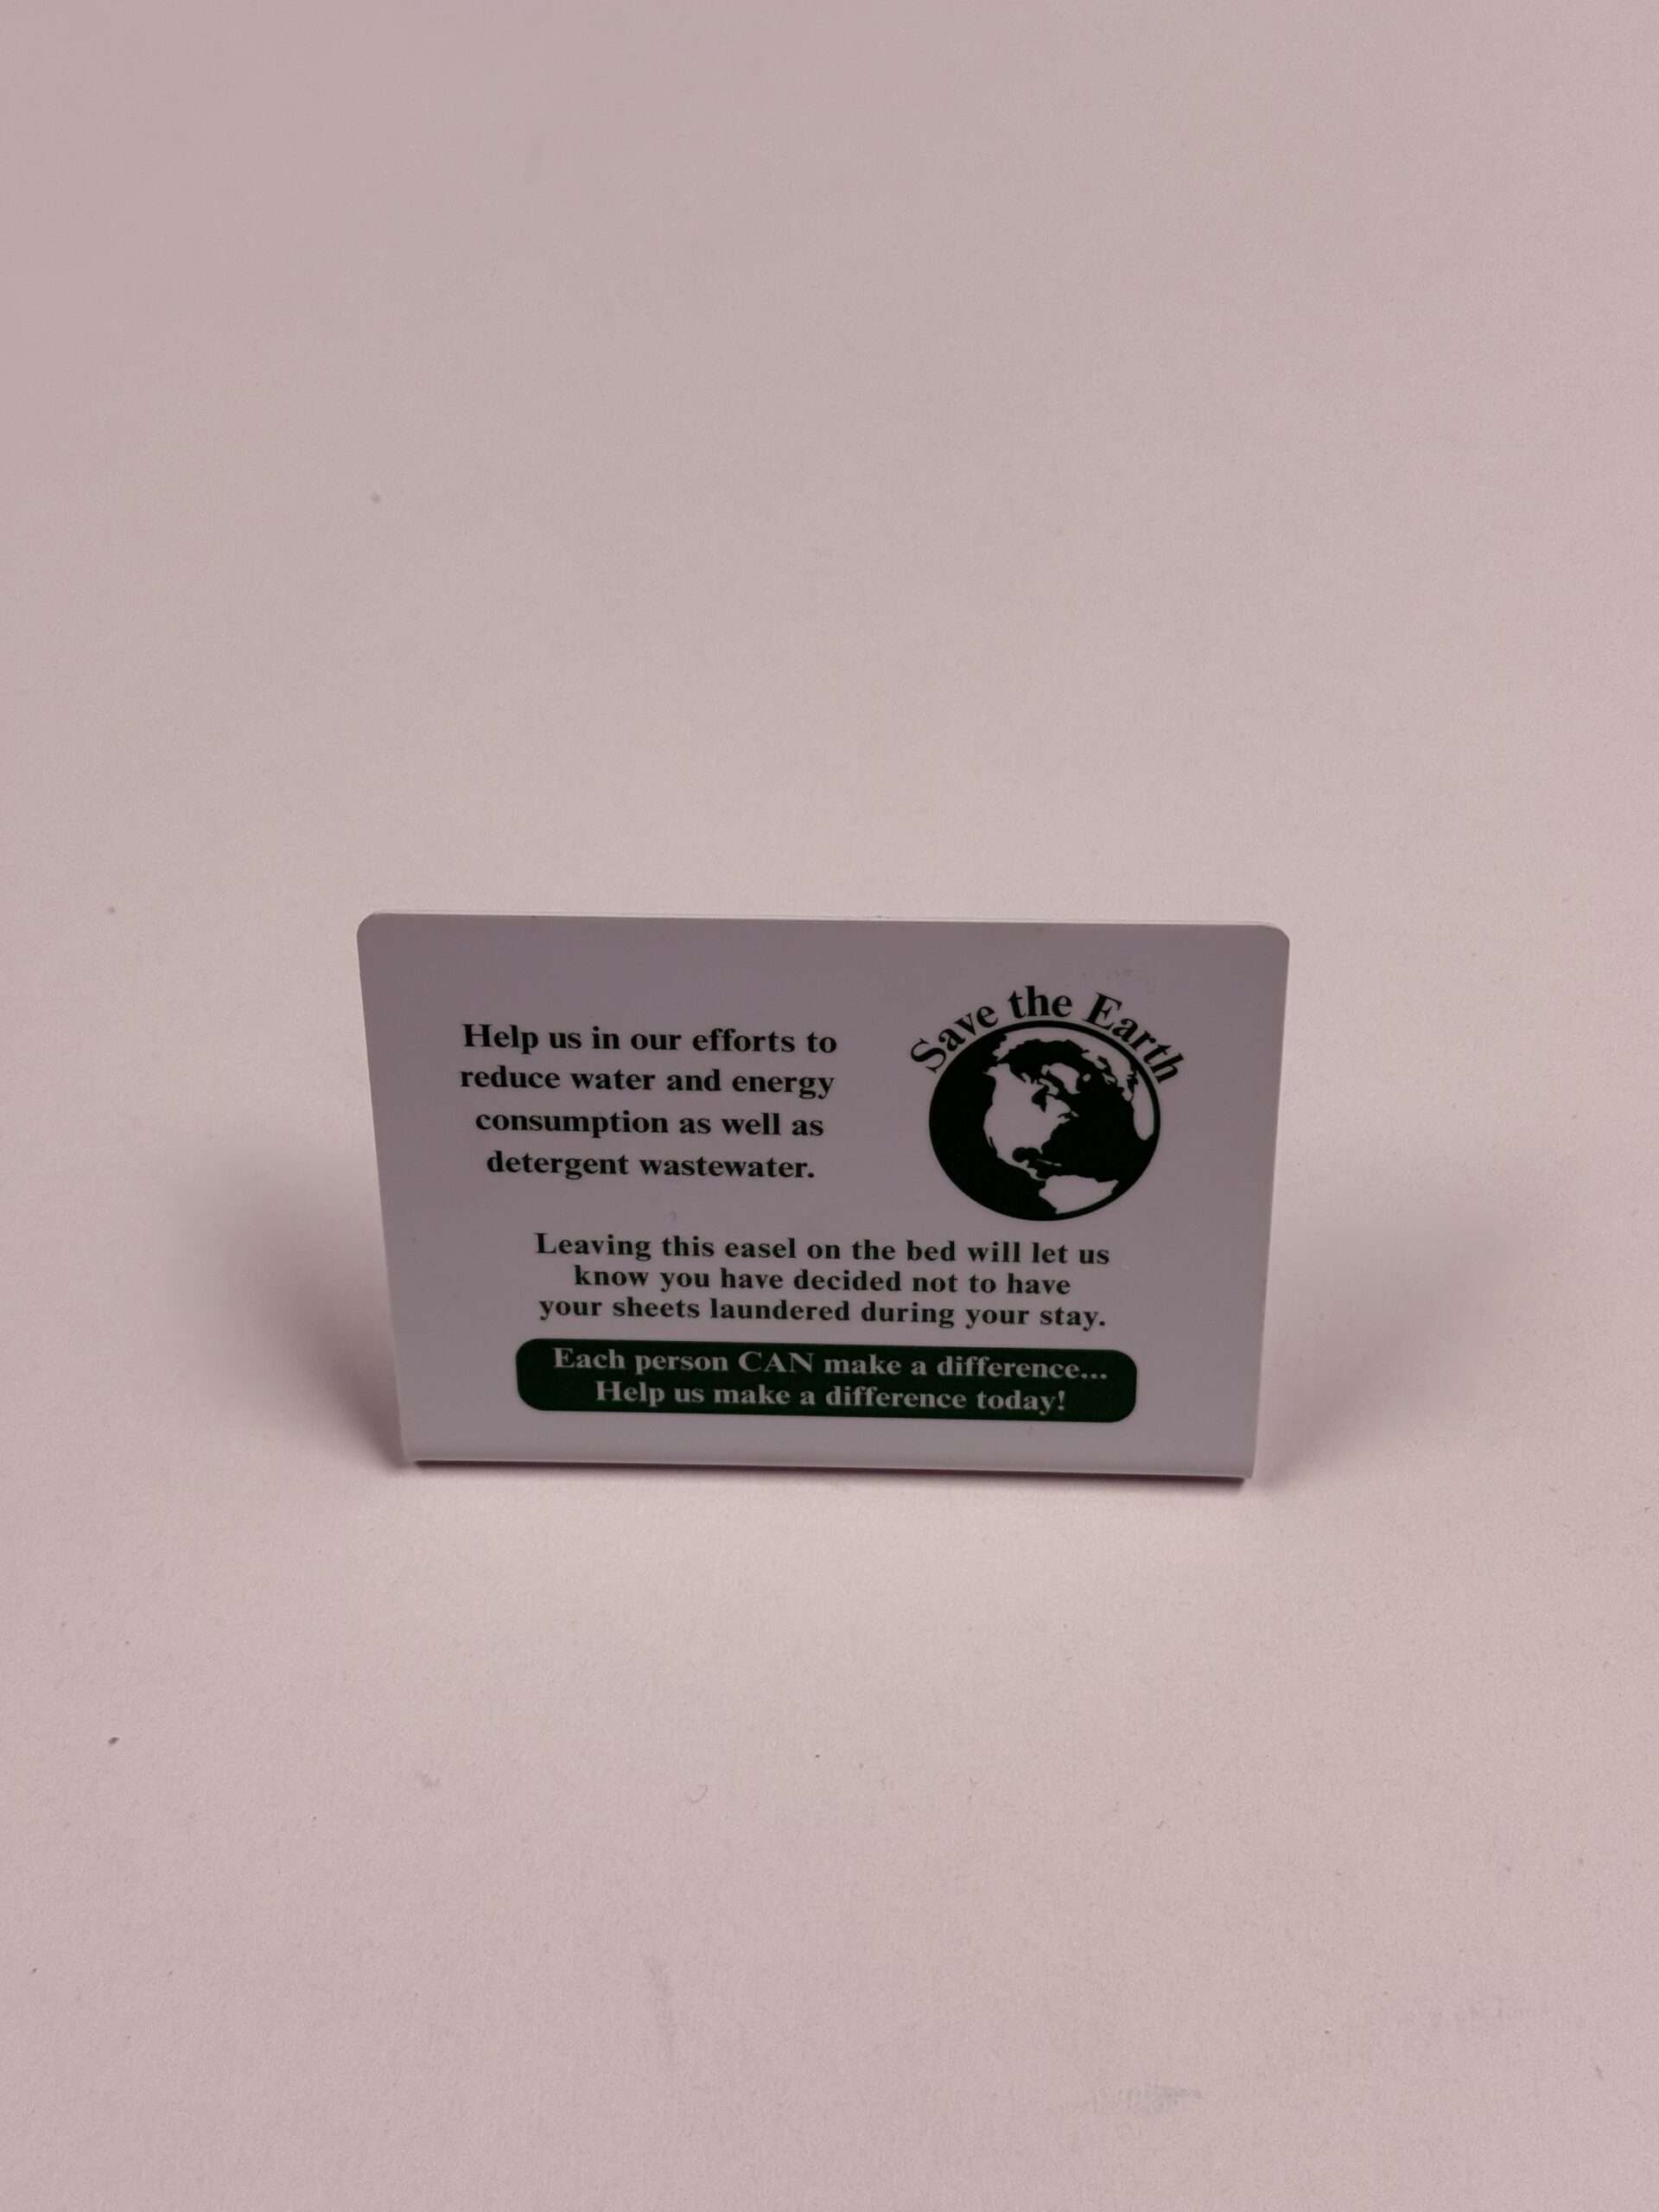 Help us in our efforts to
reduce water and energy
consumption as well as
detergent wastewater.
Save the Earth
Leaving this easel on the bed will let us
know you have decided not to have
your sheets laundered during your stay.
Each person CAN make a difference...
Help us make a difference today!